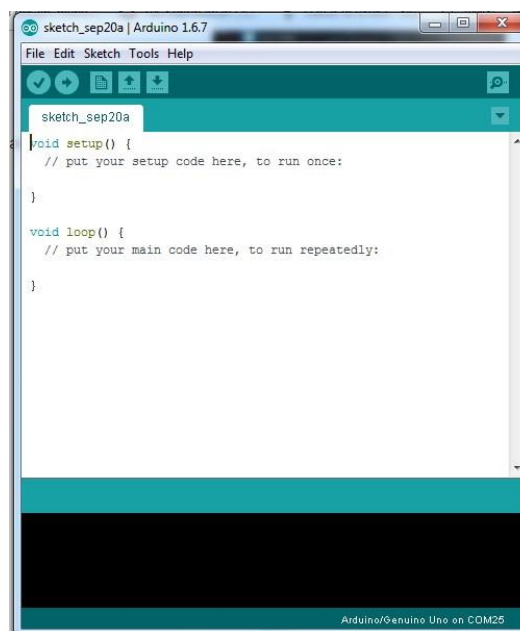 sketch_sep20a | Arduino 1.6.7
File Edit Sketch Tools Help
sketch_sep20a
void setup() {
// put your setup code here, to run once:
}
void loop() {
// put your main code here, to run repeatedly:
}
Arduino/Genuino Uno on COM25